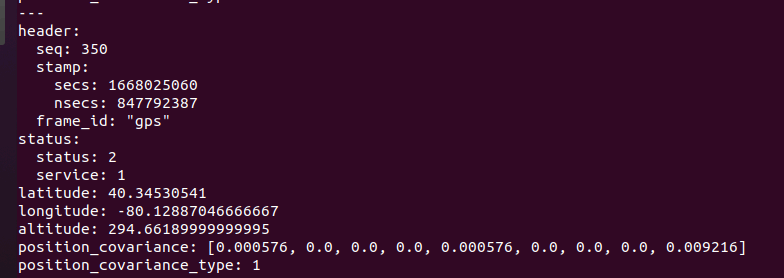 ---
header:
  seq: 350
  stamp:
    secs: 1668025060
    nsecs: 847792387
  frame_id: "gps"
status:
  status: 2
  service: 1
latitude: 40.34530541
longitude: -80.12887046666667
altitude: 294.66189999999995
position_covariance: [0.000576, 0.0, 0.0, 0.0, 0.000576, 0.0, 0.0, 0.0, 0.009216]
position_covariance_type: 1